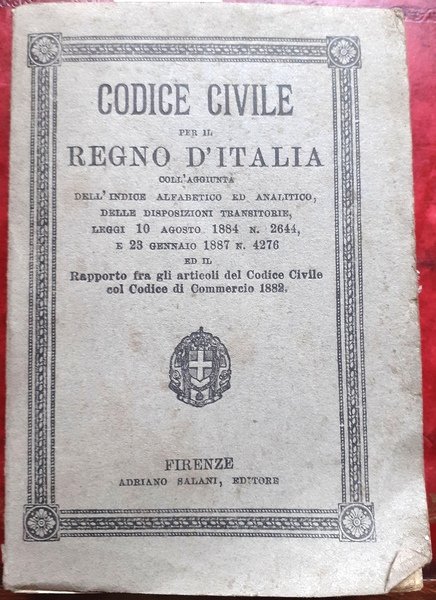 CODICE CIVILE
PER IL
REGNO D'ITALIA
COLL'AGGIUNTA
DELL'INDICE ALFABETICO ED ANALITICO,
DELLE DISPOSIZIONI TRANSITORIE,
LEGGI 10 AGOSTO 1884 N. 2644,
E 23 GENNAIO 1887 N. 4276
ED IL
Rapporto fra gli articoli del Codice Civile
col Codice di Commercio 1882.
FIRENZE
ADRIANO SALANI, EDITORE